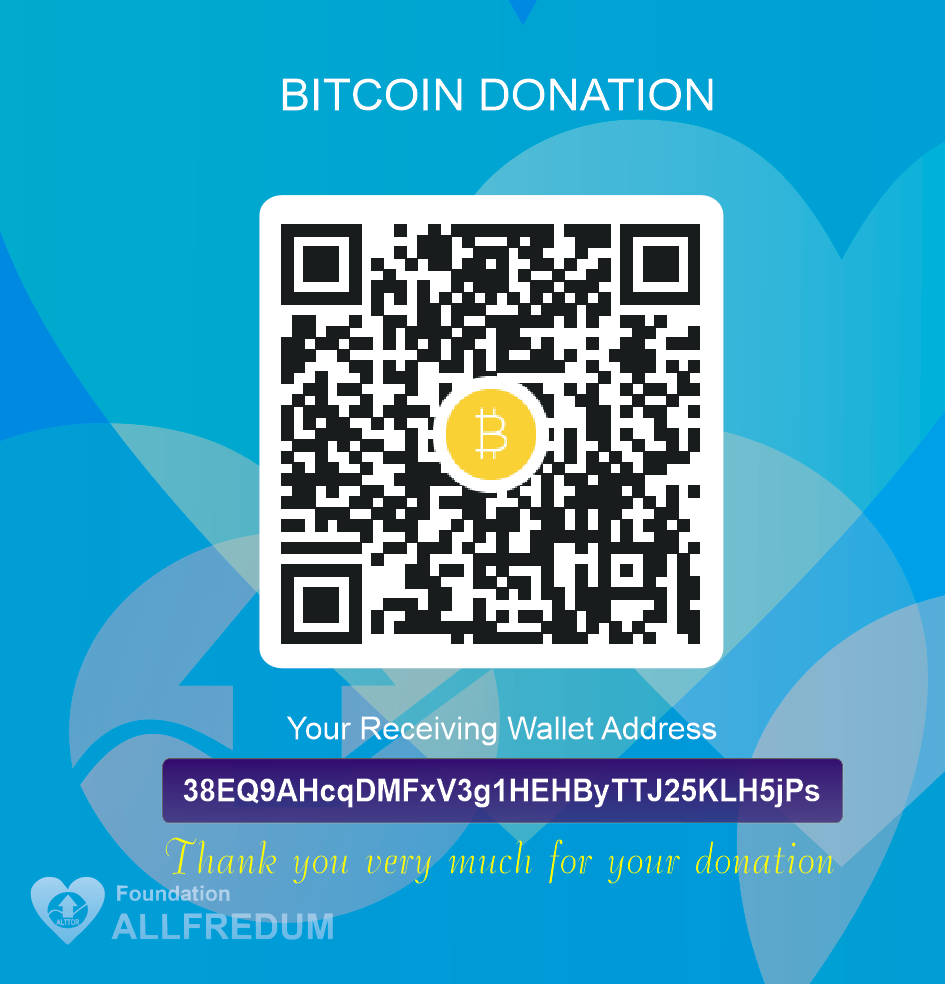 BITCOIN DONATION
Your Receiving Wallet Address
38EQ9AHcqDMFxV3g1HEHByTTJ25KLH5jPs
Thank you very much for your donation
Foundation
ALLFREDUM
ALTTOR